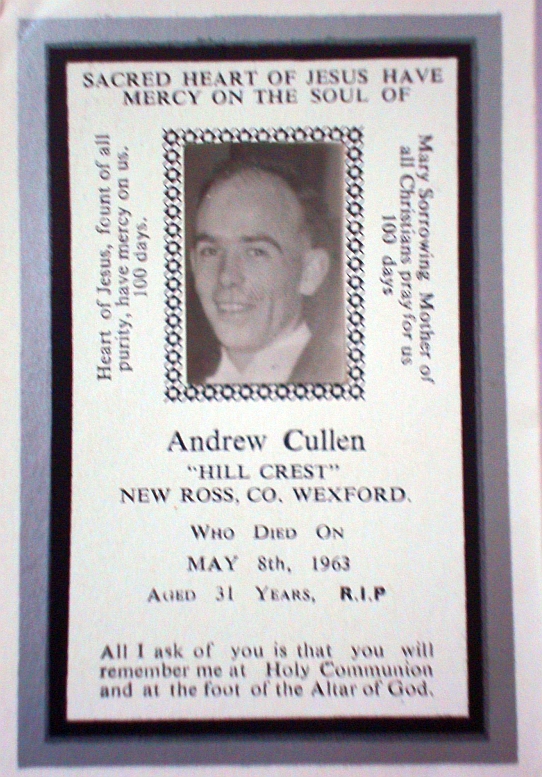 SACRED HEART OF JESUS HAVE
MERCY ON THE SOUL OF
Heart of Jesus, fount of all
purity, have mercy on us.
100 days.
Mary Sorrowing Mother of
all Christians pray for us
100 days
Andrew Cullen
"HILL CREST"
NEW ROSS, CO. WEXFORD.
WHO DIED ON
MAY 8th, 1963
AGED 31 YEARS, R.I.P
All I ask of you is that you will
remember me at Holy Communion
and at the foot of the Altar of God.